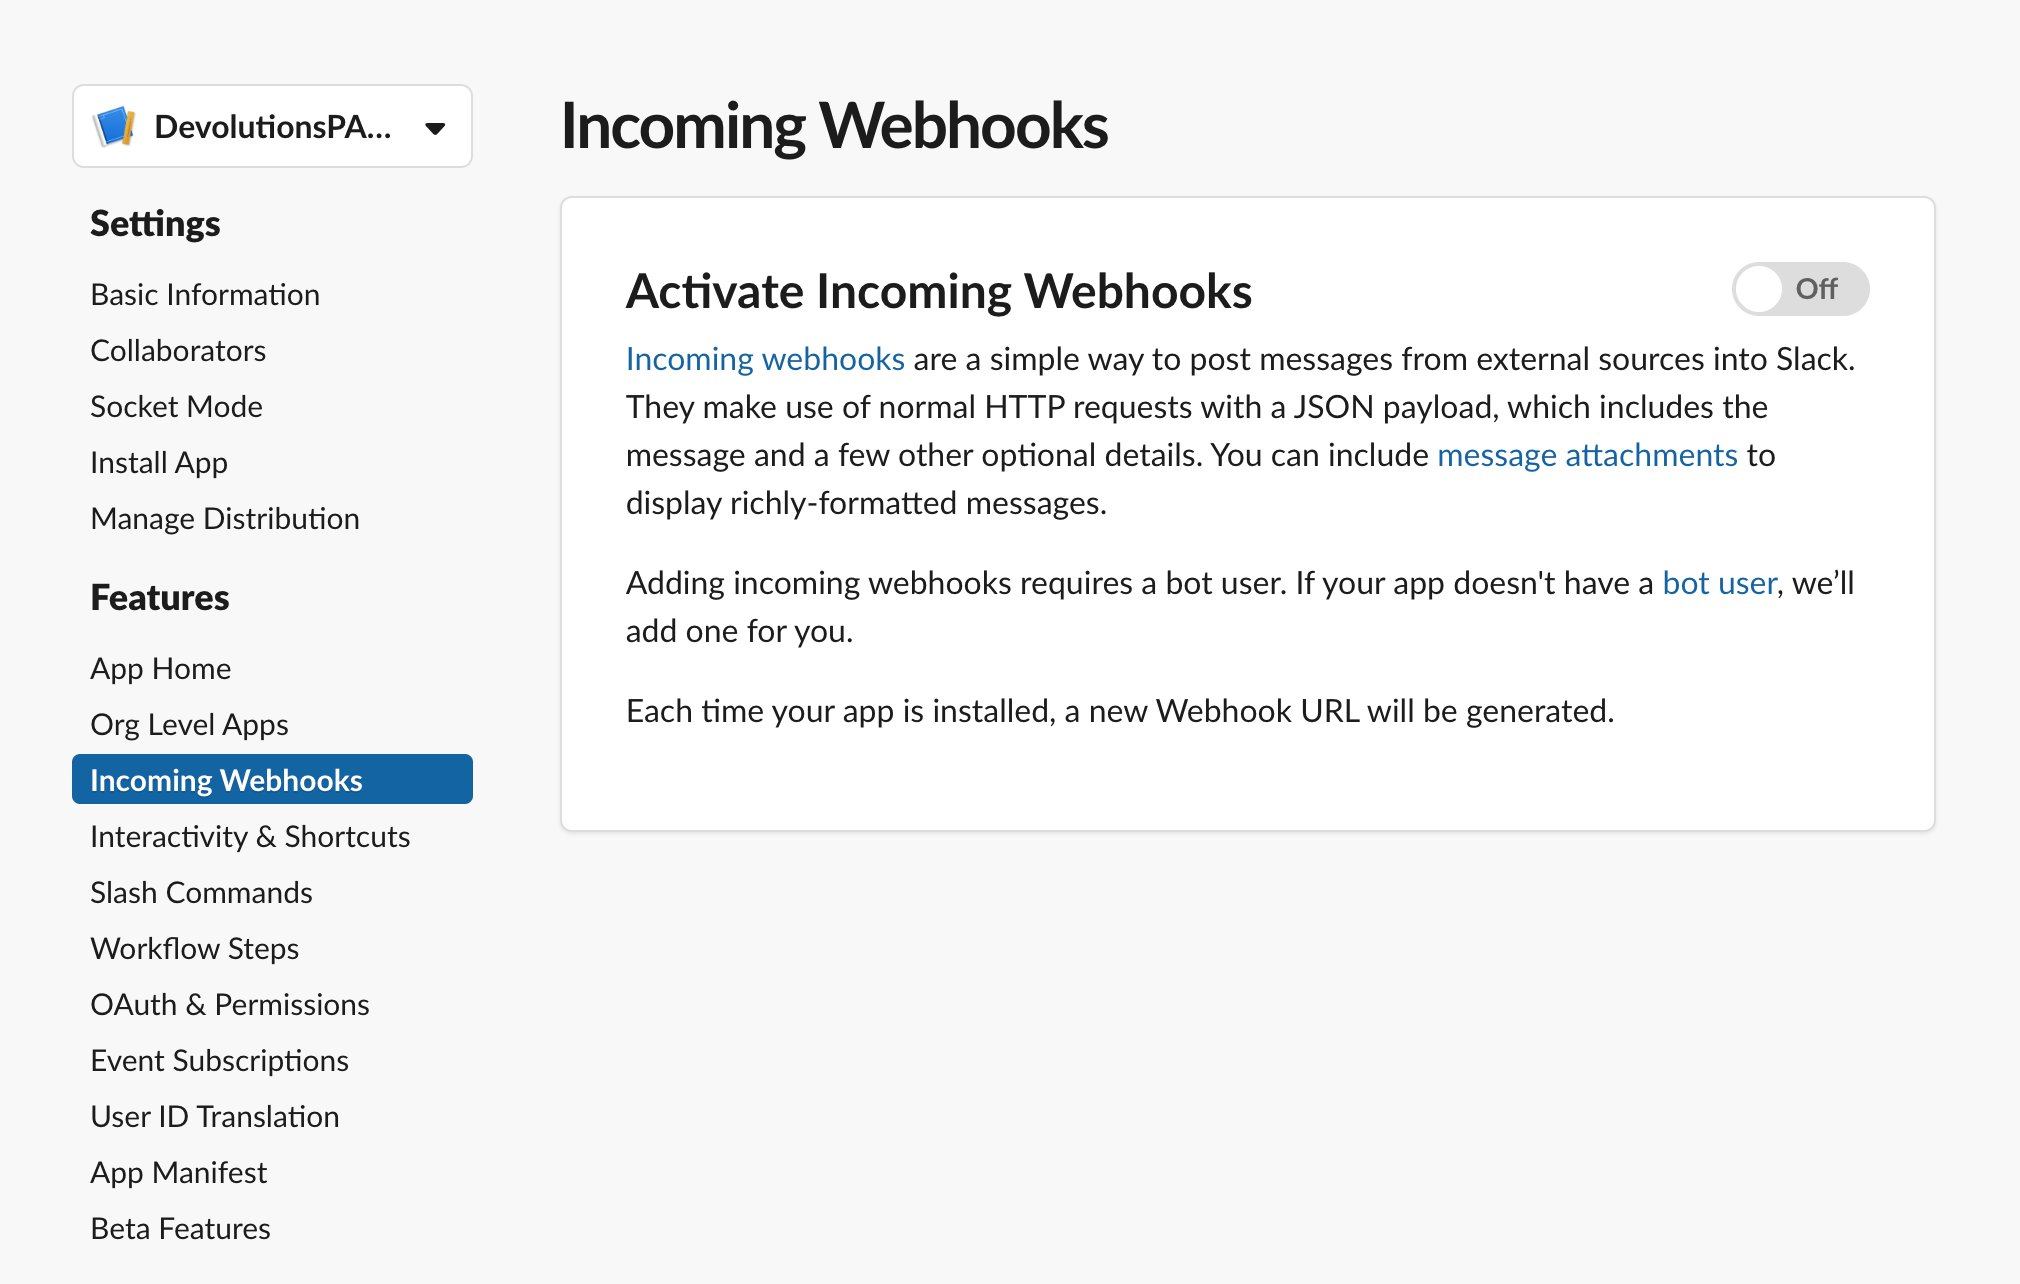 DevolutionsPA...
Settings
Basic Information
Collaborators
Socket Mode
Install App
Manage Distribution
Features
App Home
Org Level Apps
Incoming Webhooks
Interactivity & Shortcuts
Slash Commands
Workflow Steps
OAuth & Permissions
Event Subscriptions
User ID Translation
App Manifest
Beta Features
Incoming Webhooks
Activate Incoming Webhooks
Off
Incoming webhooks are a simple way to post messages from external sources into Slack.
They make use of normal HTTP requests with a JSON payload, which includes the
message and a few other optional details. You can include message attachments to
display richly-formatted messages.
Adding incoming webhooks requires a bot user. If your app doesn't have a bot user, we’ll
add one for you.
Each time your app is installed, a new Webhook URL will be generated.